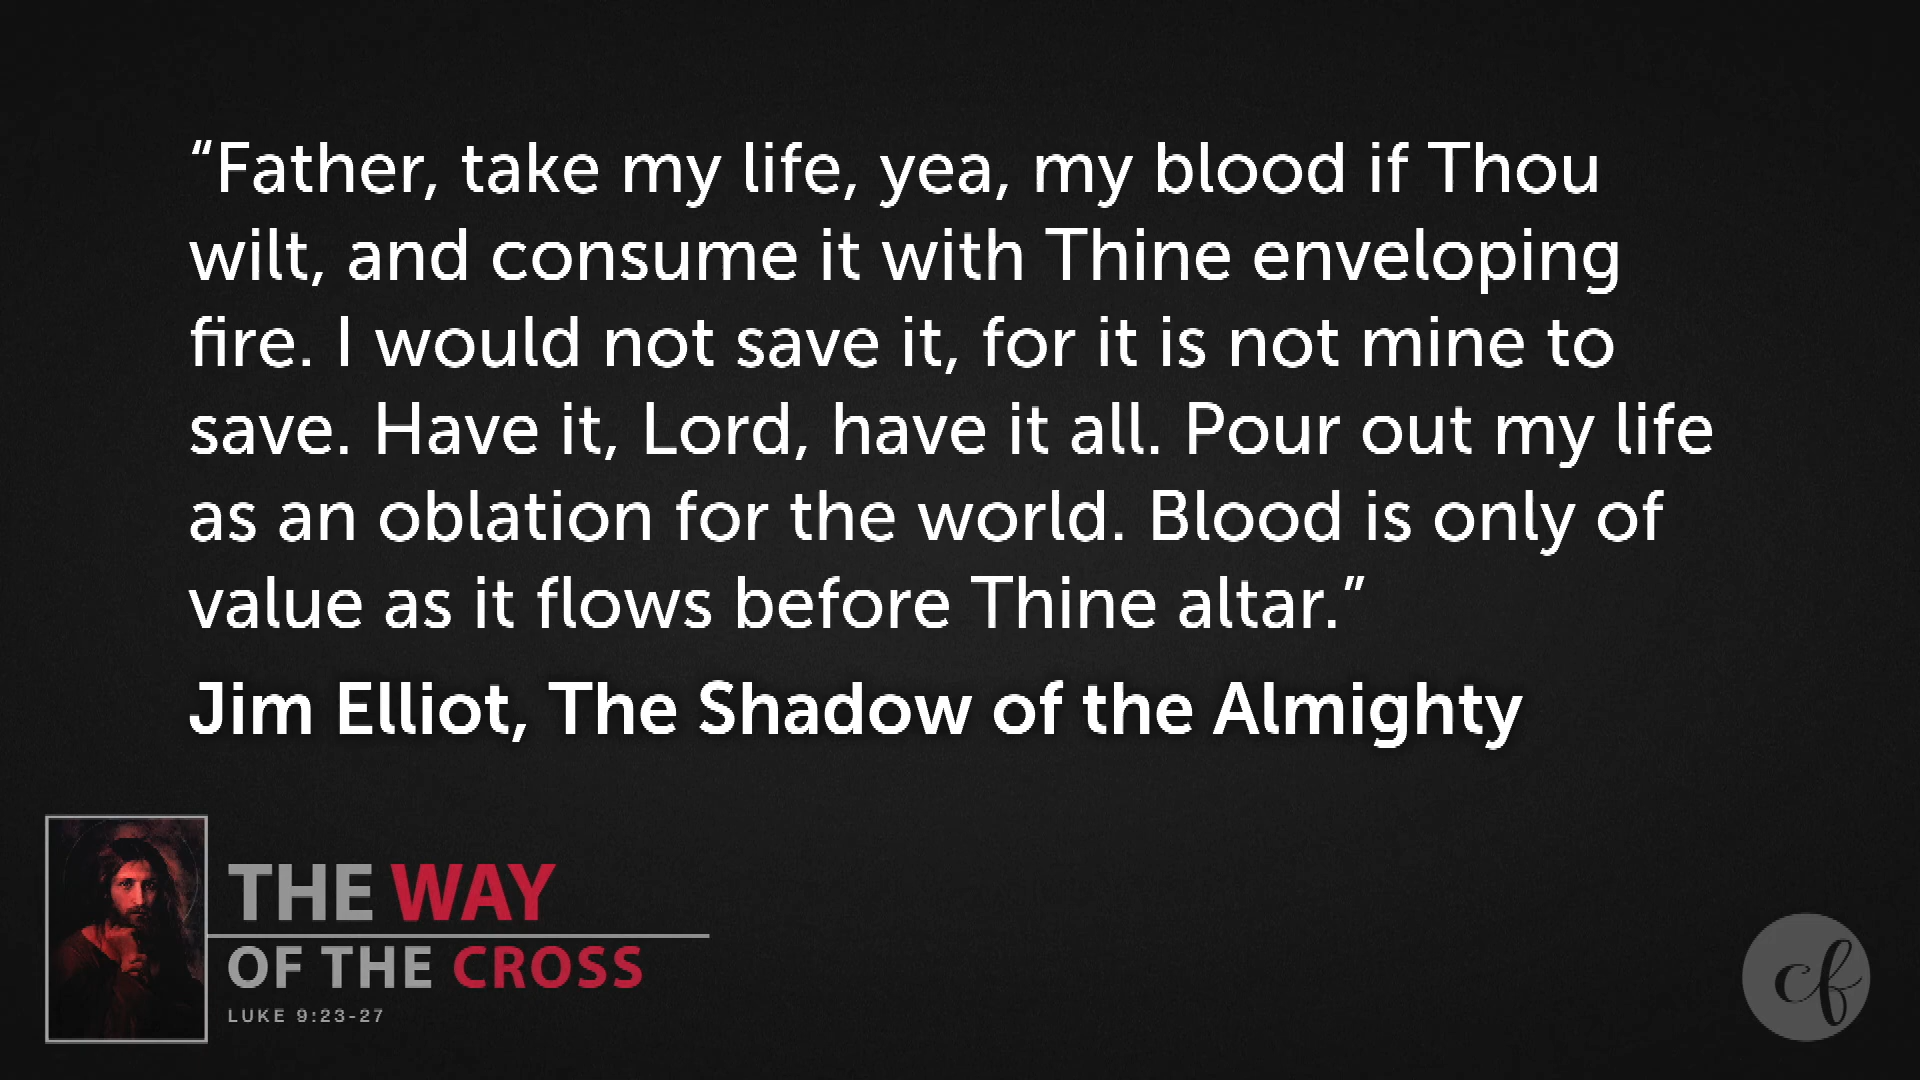 “Father, take my life, yea, my blood if Thou
wilt, and consume it with Thine enveloping
fire. I would not save it, for it is not mine to
save. Have it, Lord, have it all. Pour out my life
as an oblation for the world. Blood is only of
value as it flows before Thine altar.”
Jim Elliot, The Shadow of the Almighty
THE WAY
OF THE CROSS
LUKE 9:23-27
cf